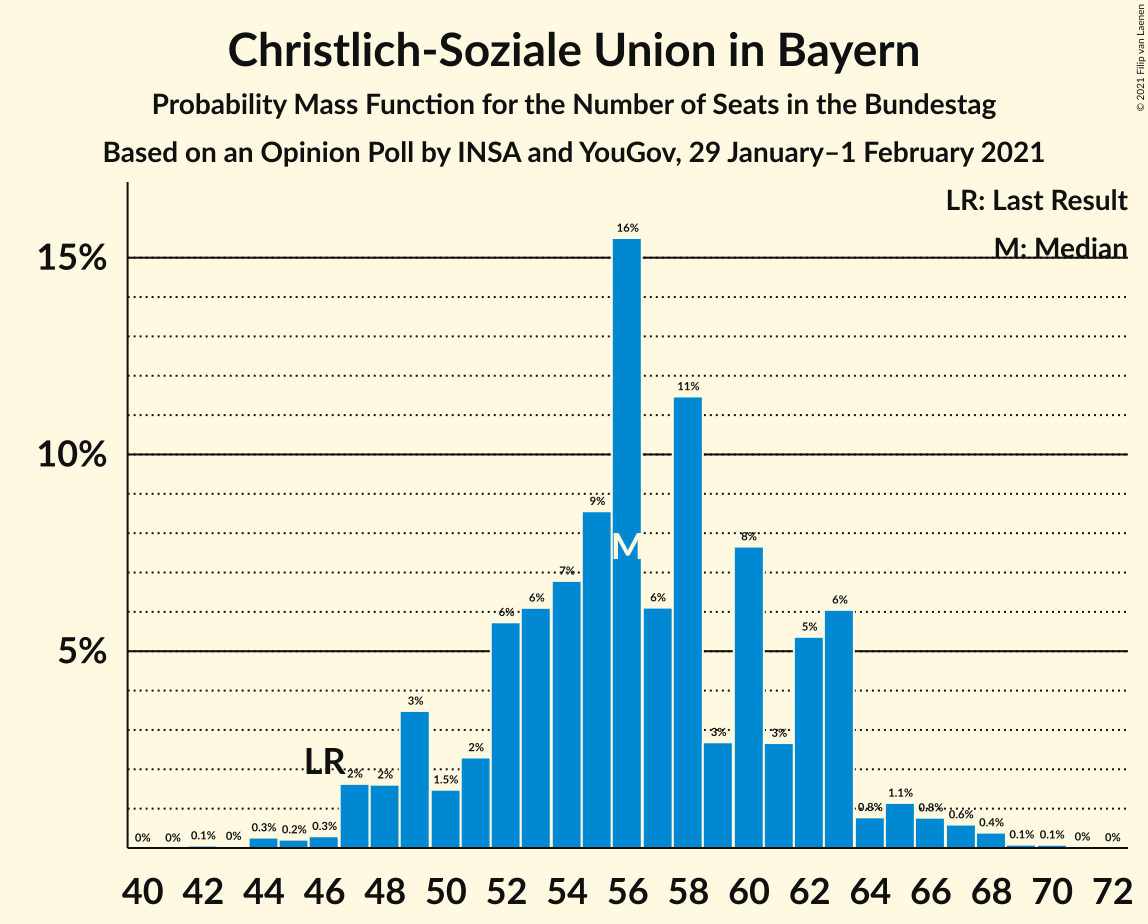 © 2021 Filip van Laenen
Christlich-Soziale Union in Bayern
Probability Mass Function for the Number of Seats in the Bundestag
Based on an Opinion Poll by INSA and YouGov, 29 January–1 February 2021
LR: Last Result
M: Median
15%
10%
5%
0% 0% 0.1% 0% 0.3% 0.2% 0.3% 2% 2% 3% 1.5% 2% 6% 6% 7% 9% 16% 6% 11% 3% 8% 3% 5% 6% 0.8% 1.1% 0.8% 0.6% 0.4% 0.1% 0.1% 0% 0%
LR
M
40 42 44 46 48 50 52 54 56 58 60 62 64 66 68 70 72